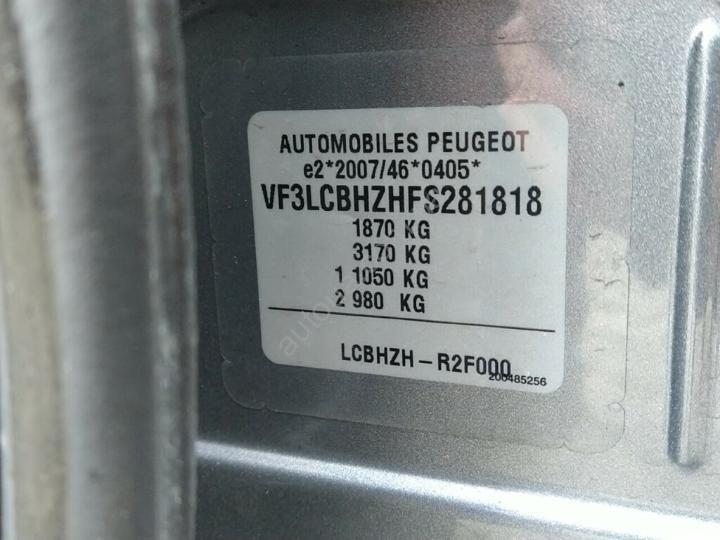 AUTOMOBILES PEUGEOT
e2*2007/46*0405*
VF3LCBHZHFS281818
1870 KG
3170 KG
1 1050 KG
2 980 KG
LCBHZH - R2F000
200485256